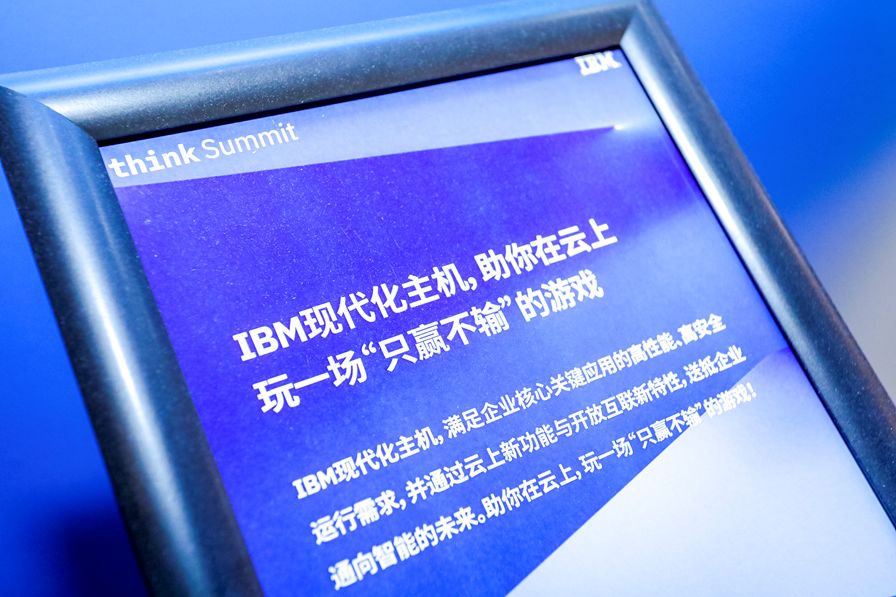 IBM
think Summit
IBM现代化主机，助你在云上
玩一场“只赢不输”的游戏
IBM现代化主机，满足企业核心关键应用的高性能、高安全
运行需求，并通过云上新功能与开放互联新特性，送抵企业
通向智能的未来。助你在云上，玩一场“只赢不输”的游戏！